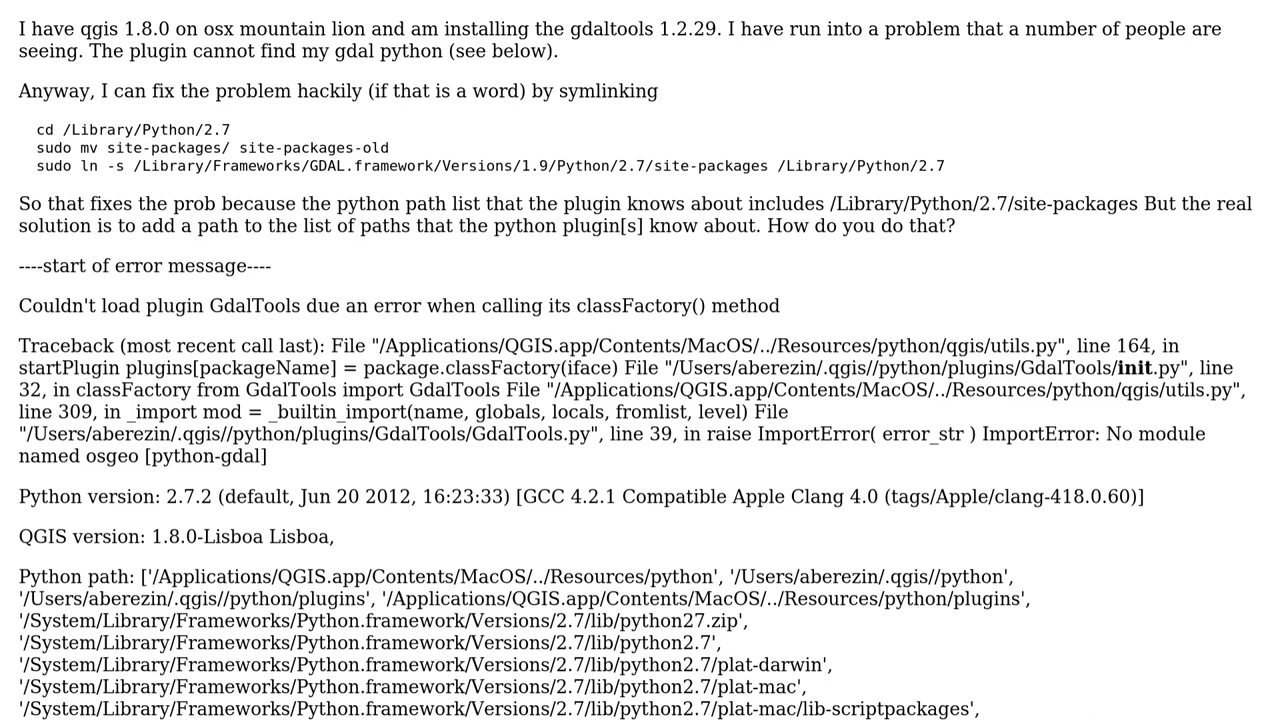 I have qgis 1.8.0 on osx mountain lion and am installing the gdaltools 1.2.29. I have run into a problem that a number of people are
seeing. The plugin cannot find my gdal python (see below).
Anyway, I can fix the problem hackily (if that is a word) by symlinking
cd /Library/Python/2.7
sudo mv site-packages/ site-packages-old
sudo ln -s /Library/Frameworks/GDAL.framework/Versions/1.9/Python/2.7/site-packages /Library/Python/2.7
So that fixes the prob because the python path list that the plugin knows about includes /Library/Python/2.7/site-packages But the real
solution is to add a path to the list of paths that the python plugin[s] know about. How do you do that?
----start of error message----
Couldn't load plugin GdalTools due an error when calling its classFactory() method
Traceback (most recent call last): File "/Applications/QGIS.app/Contents/MacOS/../Resources/python/qgis/utils.py", line 164, in
startPlugin plugins[packageName] = package.classFactory(iface) File "/Users/aberezin/.qgis//python/plugins/GdalTools/init.py", line
32, in classFactory from GdalTools import GdalTools File "/Applications/QGIS.app/Contents/MacOS/../Resources/python/qgis/utils.py",
line 309, in _import mod = _builtin_import(name, globals, locals, fromlist, level) File
"/Users/aberezin/.qgis//python/plugins/GdalTools/GdalTools.py", line 39, in raise ImportError( error_str ) ImportError: No module
named osgeo [python-gdal]
Python version: 2.7.2 (default, Jun 20 2012, 16:23:33) [GCC 4.2.1 Compatible Apple Clang 4.0 (tags/Apple/clang-418.0.60)]
QGIS version: 1.8.0-Lisboa Lisboa,
Python path: ['/Applications/QGIS.app/Contents/MacOS/../Resources/python', '/Users/aberezin/.qgis//python',
'/Users/aberezin/.qgis//python/plugins', '/Applications/QGIS.app/Contents/MacOS/../Resources/python/plugins',
'/System/Library/Frameworks/Python.framework/Versions/2.7/lib/python27.zip',
'/System/Library/Frameworks/Python.framework/Versions/2.7/lib/python2.7',
'/System/Library/Frameworks/Python.framework/Versions/2.7/lib/python2.7/plat-darwin',
'/System/Library/Frameworks/Python.framework/Versions/2.7/lib/python2.7/plat-mac',
'/System/Library/Frameworks/Python.framework/Versions/2.7/lib/python2.7/plat-mac/lib-scriptpackages',